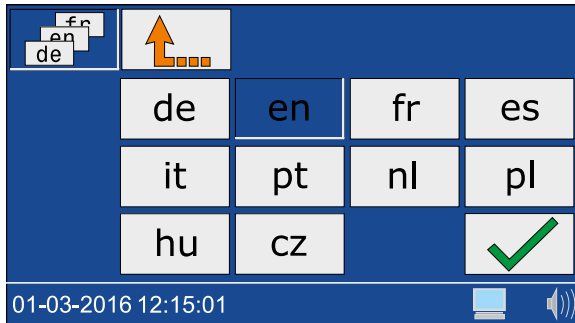 fr
en
de
de en fr es
it pt nl pl
hu cz
01-03-2016 12:15:01